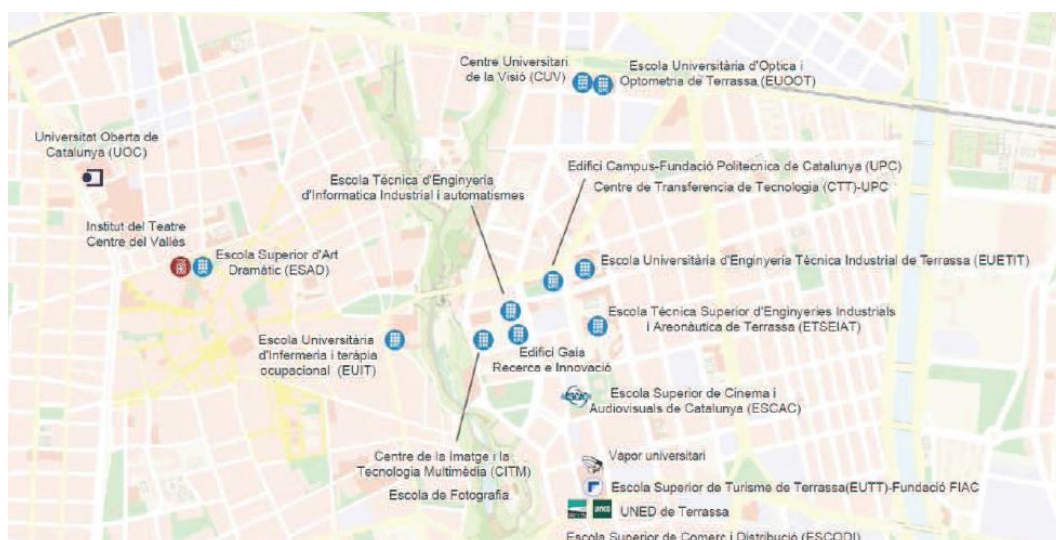 Centre Universitari
de la Visió (CUV)
Escola Universitària d'Optica i
Optometria de Terrassa (EUOOT)
Universitat Oberta de
Catalunya (UOC)
Escola Tècnica d'Enginyeria
d'Informatica Industrial i automatismes
Edifici Campus-Fundació Politecnica de Catalunya (UPC)
Centre de Transferencia de Tecnologia (CTT)-UPC
Institut del Teatre
Centre del Vallès
Escola Superior d'Art
Dramàtic (ESAD)
Escola Universitària d'Enginyeria Tècnica Industrial de Terrassa (EUETIT)
Escola Tècnica Superior d'Enginyeries Industrials
i Areonàutica de Terrassa (ETSEIAT)
Escola Universitària
d'Infermeria i teràpia
ocupacional (EUIT)
Edifici Gaia
Recerca e Innovació
ESCAC
Escola Superior de Cinema i
Audiovisuals de Catalunya (ESCAC)
Centre de la Imatge i la
Tecnologia Multimèdia (CITM)
Escola de Fotografia
Vapor universitari
Escola Superior de Turisme de Terrassa(EUTT)-Fundació FIAC
UNED de Terrassa
Escola Superior de Comerç i Distribució (ESCODI)